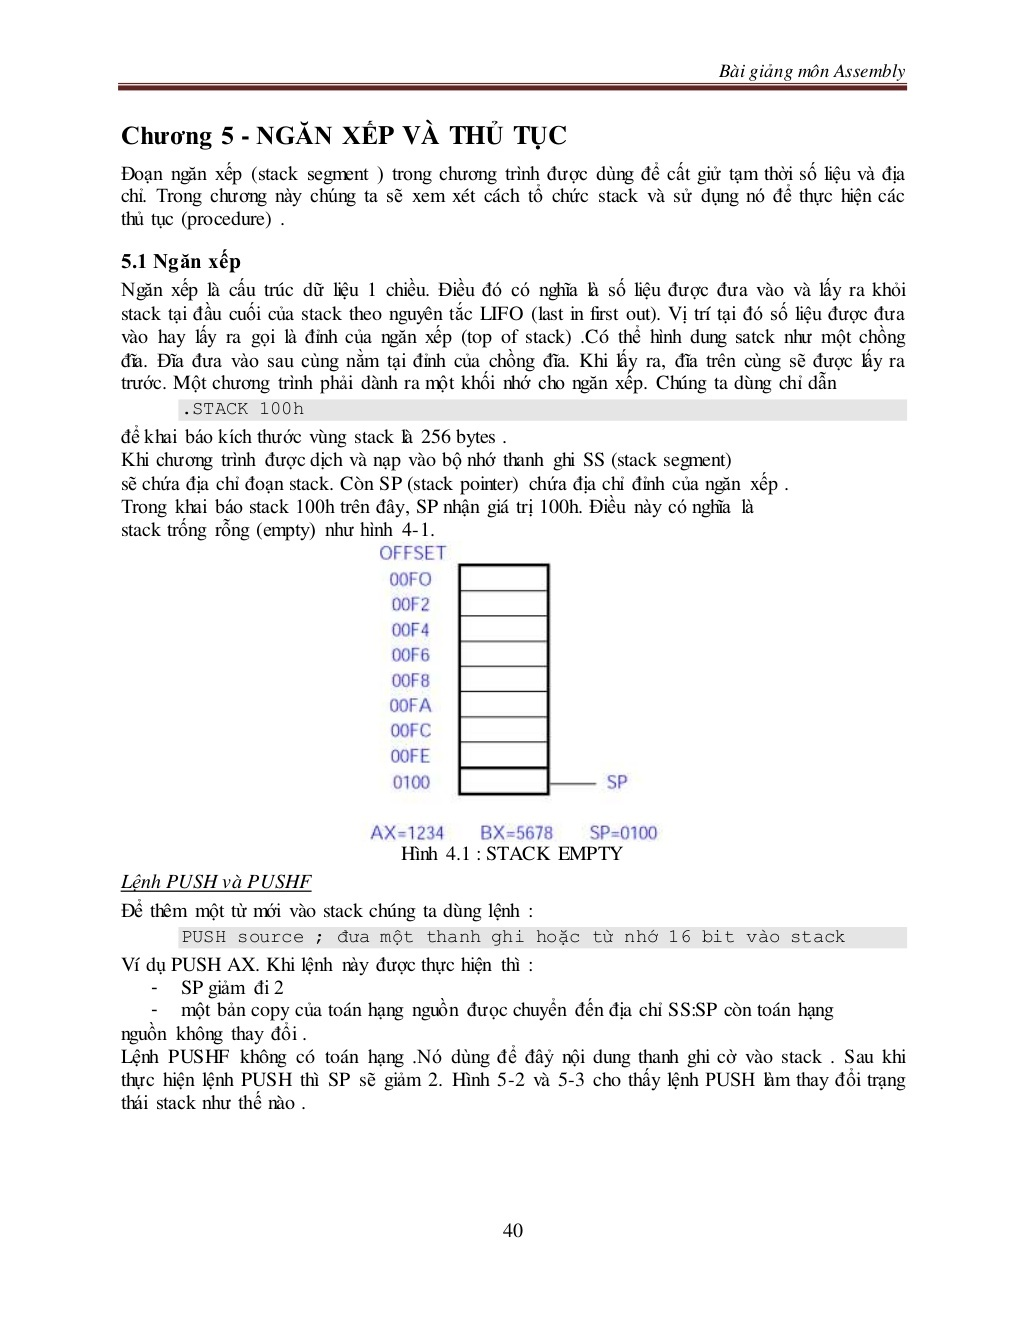 Bài giảng môn Assembly
Chương 5 - NGĂN XẾP VÀ THỦ TỤC
Đoạn ngăn xếp (stack segment ) trong chương trình được dùng để cất giử tạm thời số liệu và địa
chỉ. Trong chương này chúng ta sẽ xem xét cách tổ chức stack và sử dụng nó để thực hiện các
thủ tục (procedure) .
5.1 Ngăn xếp
Ngăn xếp là cấu trúc dữ liệu 1 chiều. Điều đó có nghĩa là số liệu được đưa vào và lấy ra khỏi
stack tại đầu cuối của stack theo nguyên tắc LIFO (last in first out). Vị trí tại đó số liệu được đưa
vào hay lấy ra gọi là đỉnh của ngăn xếp (top of stack) .Có thể hình dung satck như một chồng
đĩa. Đĩa đưa vào sau cùng nằm tại đỉnh của chồng đĩa. Khi lấy ra, đĩa trên cùng sẽ được lấy ra
trước. Một chương trình phải dành ra một khối nhớ cho ngăn xếp. Chúng ta dùng chỉ dẫn
.STACK 100h
để khai báo kích thước vùng stack là 256 bytes .
Khi chương trình được dịch và nạp vào bộ nhớ thanh ghi SS (stack segment)
sẽ chứa địa chỉ đoạn stack. Còn SP (stack pointer) chứa địa chỉ đỉnh của ngăn xếp .
Trong khai báo stack 100h trên đây, SP nhận giá trị 100h. Điều này có nghĩa là
stack trống rỗng (empty) như hình 4-1.
OFFSET
00FO
00F2
00F4
00F6
00F8
00FA
00FC
00FE
0100 SP
AX=1234 BX=5678 SP=0100
Hình 4.1 : STACK EMPTY
Lệnh PUSH và PUSHF
Để thêm một từ mới vào stack chúng ta dùng lệnh :
PUSH source ; đưa một thanh ghi hoặc từ nhớ 16 bit vào stack
Ví dụ PUSH AX. Khi lệnh này được thực hiện thì :
- SP giảm đi 2
- một bản copy của toán hạng nguồn được chuyển đến địa chỉ SS:SP còn toán hạng
nguồn không thay đổi .
Lệnh PUSHF không có toán hạng .Nó dùng để đâỷ nội dung thanh ghi cờ vào stack . Sau khi
thực hiện lệnh PUSH thì SP sẽ giảm 2. Hình 5-2 và 5-3 cho thấy lệnh PUSH làm thay đổi trạng
thái stack như thế nào .
40